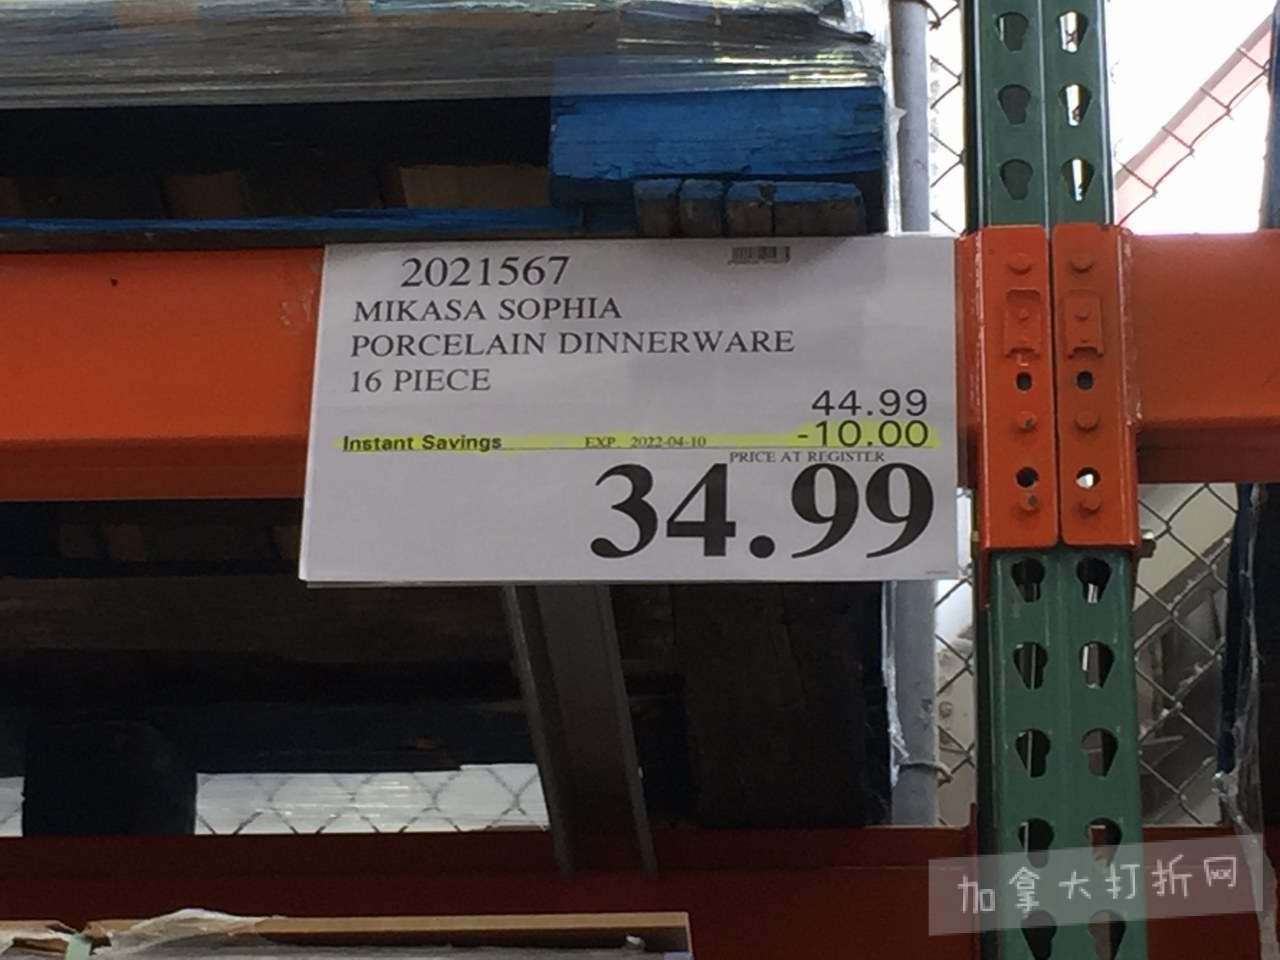 2021567
MIKASA SOPHIA
PORCELAIN DINNERWARE
16 PIECE
44.99
Instant Savings EXP. 2022-04-10 -10.00
PRICE AT REGISTER
34.99
加拿大打折网